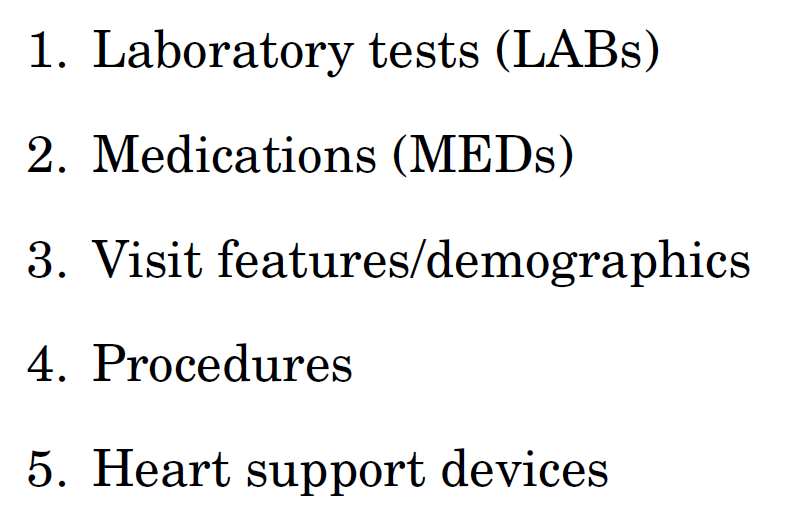 1. Laboratory tests (LABs)
2. Medications (MEDs)
3. Visit features/demographics
4. Procedures
5. Heart support devices